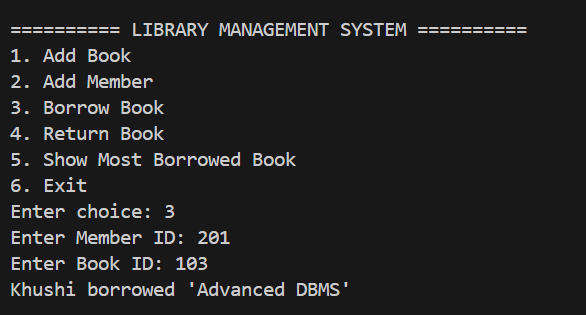 ========== LIBRARY MANAGEMENT SYSTEM ==========
1. Add Book
2. Add Member
3. Borrow Book
4. Return Book
5. Show Most Borrowed Book
6. Exit
Enter choice: 3
Enter Member ID: 201
Enter Book ID: 103
Khushi borrowed 'Advanced DBMS'